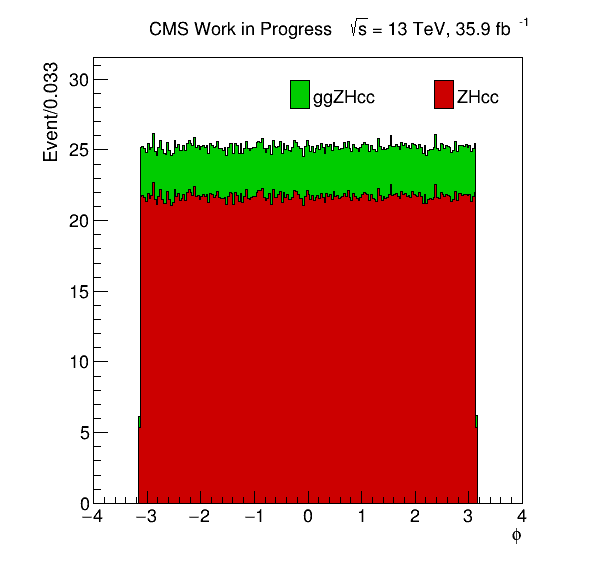 CMS Work in Progress √s = 13 TeV, 35.9 fb -1
Event/0.033
ggZHcc ZHcc
30
25
20
15
10
5
0
−4 −3 −2 −1 0 1 2 3 4
ϕ